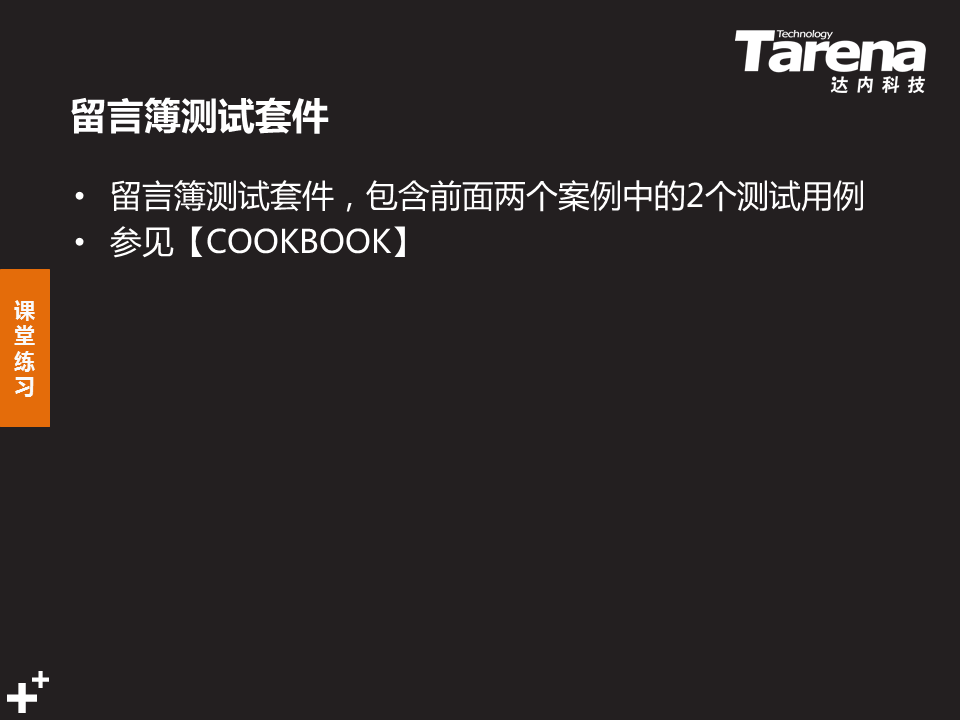 Technology
Tarena
达内科技
留言簿测试套件
• 留言簿测试套件，包含前面两个案例中的2个测试用例
• 参见【COOKBOOK】
课
堂
练
习